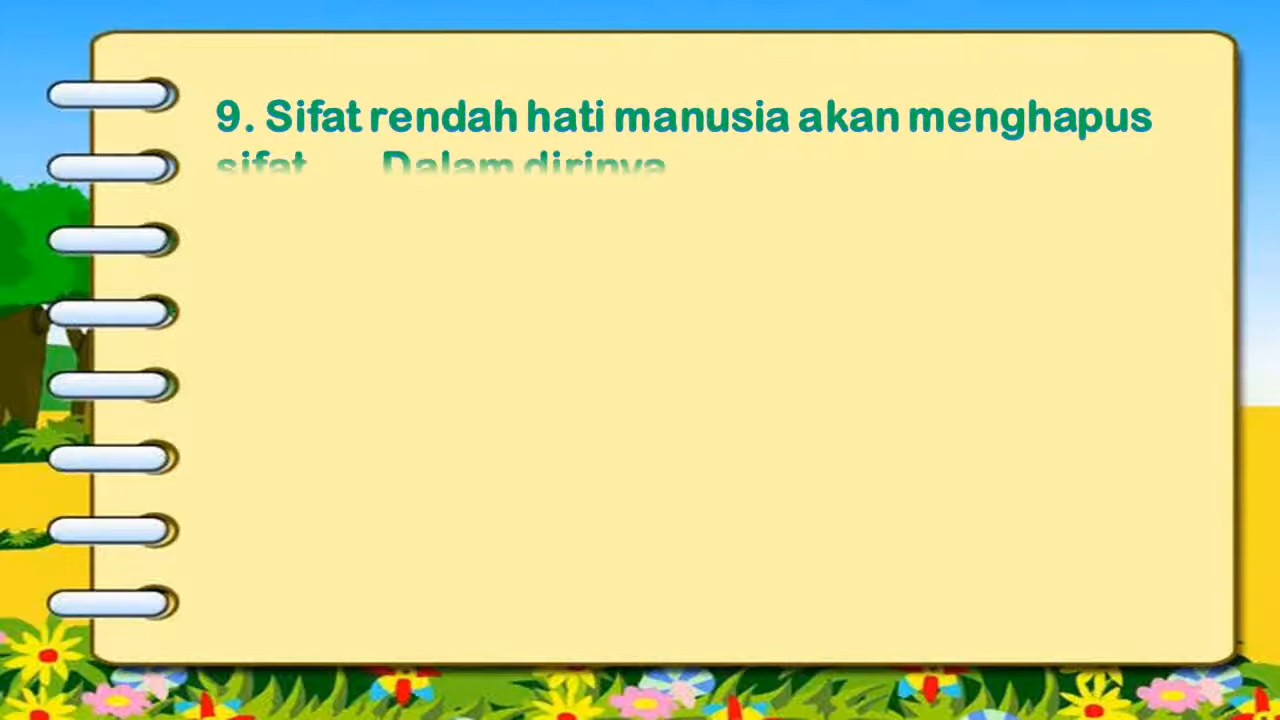 9. Sifat rendah hati manusia akan menghapus
sifat Dalam dirinya